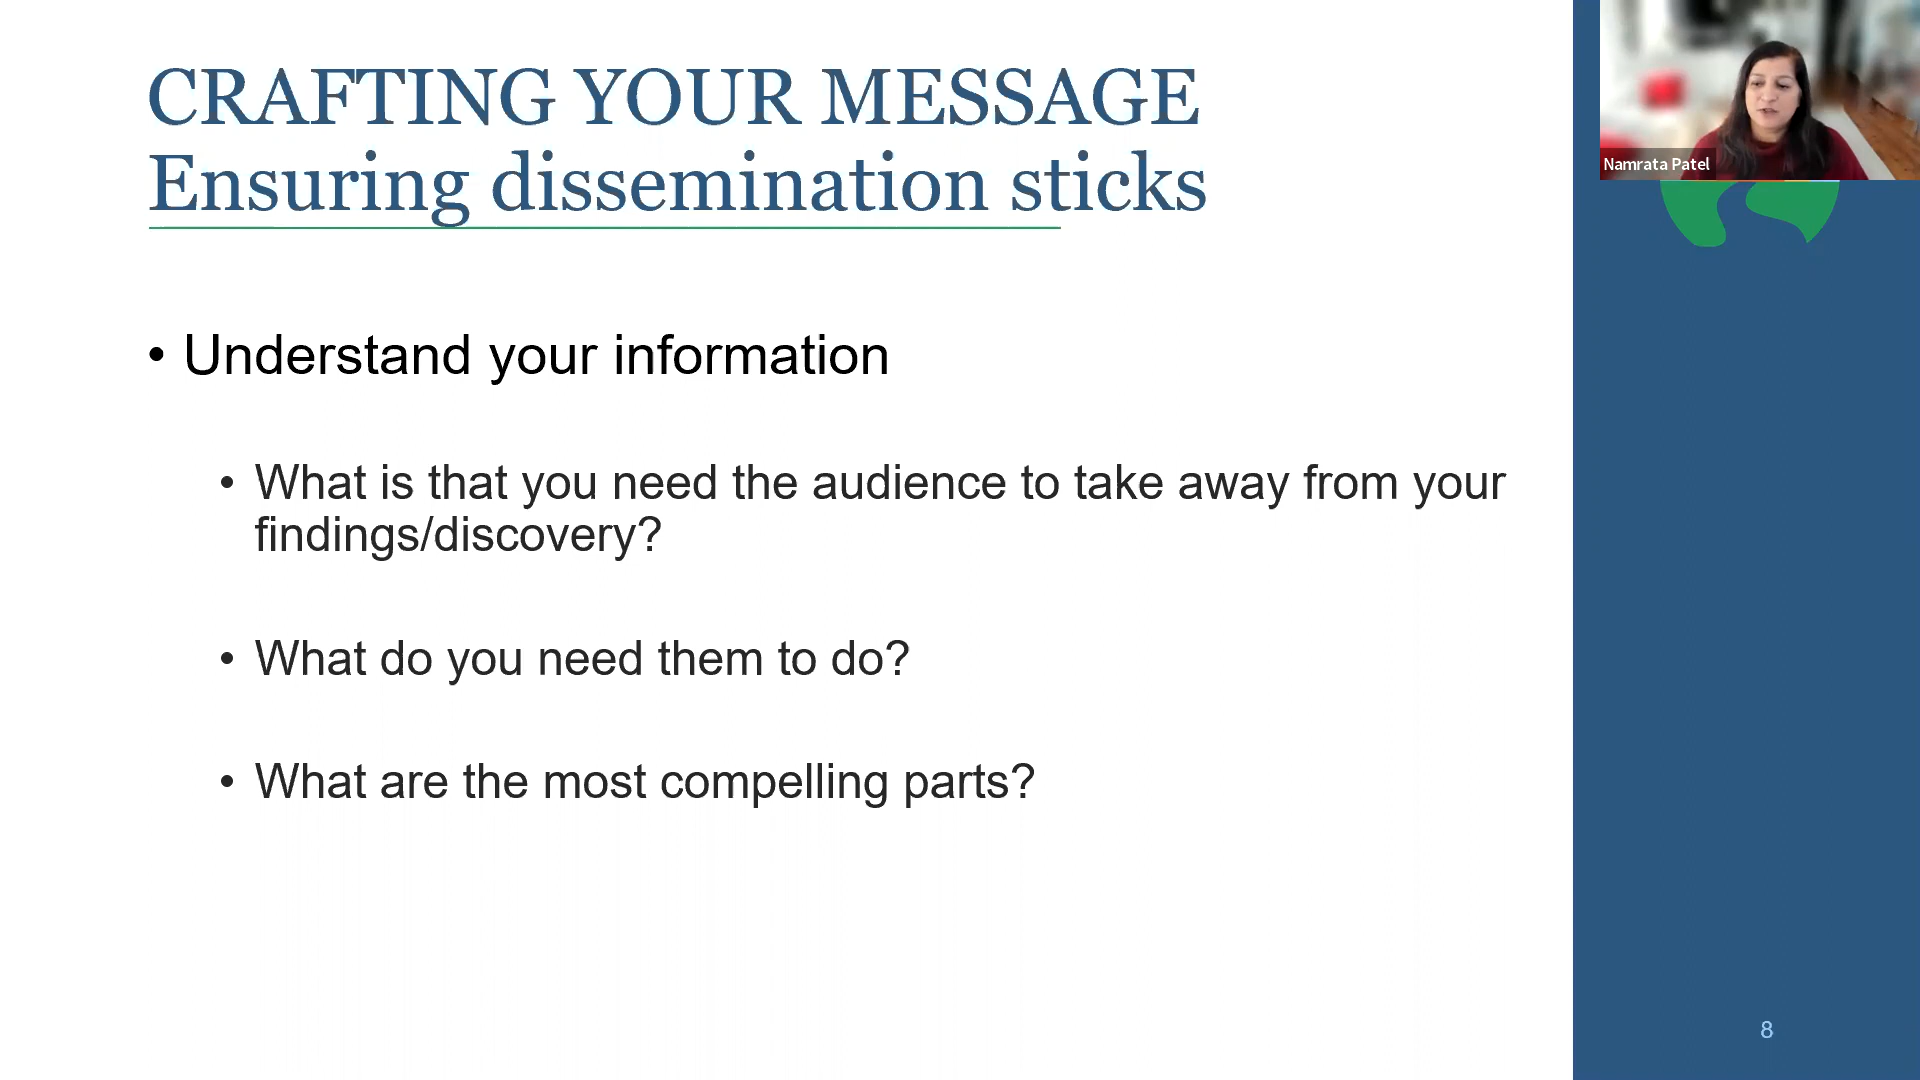 CRAFTING YOUR MESSAGE
Ensuring dissemination sticks
• Understand your information
• What is that you need the audience to take away from your
findings/discovery?
• What do you need them to do?
• What are the most compelling parts?
Namrata Patel
8